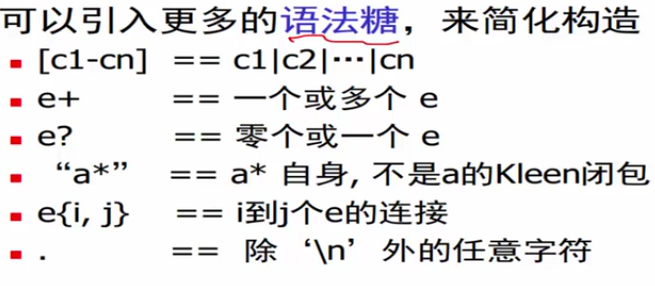 可以引入更多的语法糖，来简化构造
[c1-cn] == c1|c2|…|cn
e+ == 一个或多个 e
e? == 零个或一个 e
“a*” == a* 自身, 不是a的Kleen闭包
e{i, j} == i到j个e的连接
. == 除‘\n’外的任意字符